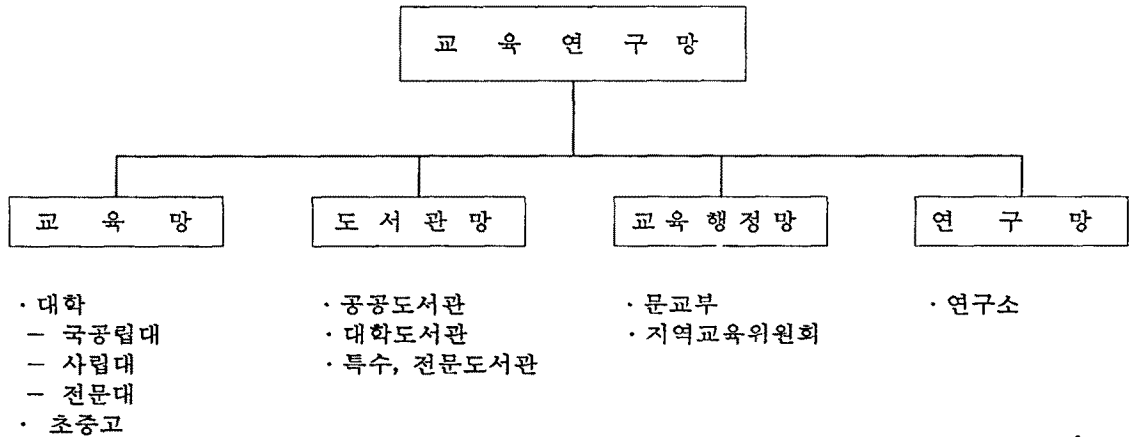 교 육 연 구 망
교 육 망
도 서 관 망
교 육 행 정 망
연 구 망
· 대학
- 국공립대
- 사립대
- 전문대
· 초중고
· 공공도서관
· 대학도서관
· 특수, 전문도서관
· 문교부
· 지역교육위원회
· 연구소